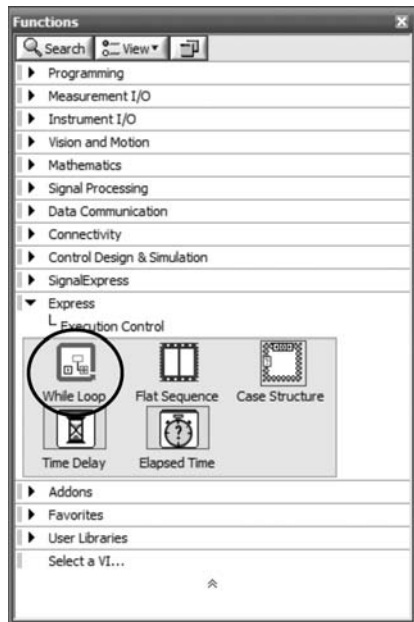 Functions
Search View
Programming
Measurement I/O
Instrument I/O
Vision and Motion
Mathematics
Signal Processing
Data Communication
Connectivity
Control Design & Simulation
SignalExpress
Express
Execution Control
While Loop Flat Sequence Case Structure
Time Delay Elapsed Time
Addons
Favorites
User Libraries
Select a VI...